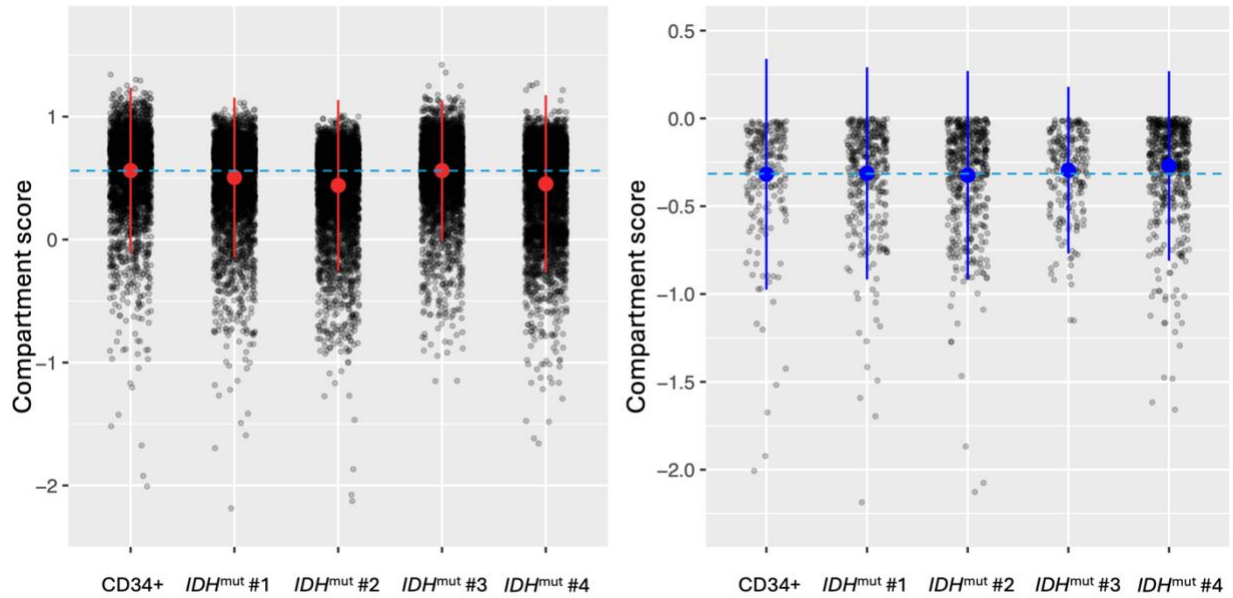 Compartment score
1
0
−1
−2
CD34+ IDHmut #1 IDHmut #2 IDHmut #3 IDHmut #4
Compartment score
0.5
0.0
−0.5
−1.0
−1.5
−2.0
CD34+ IDHmut #1 IDHmut #2 IDHmut #3 IDHmut #4